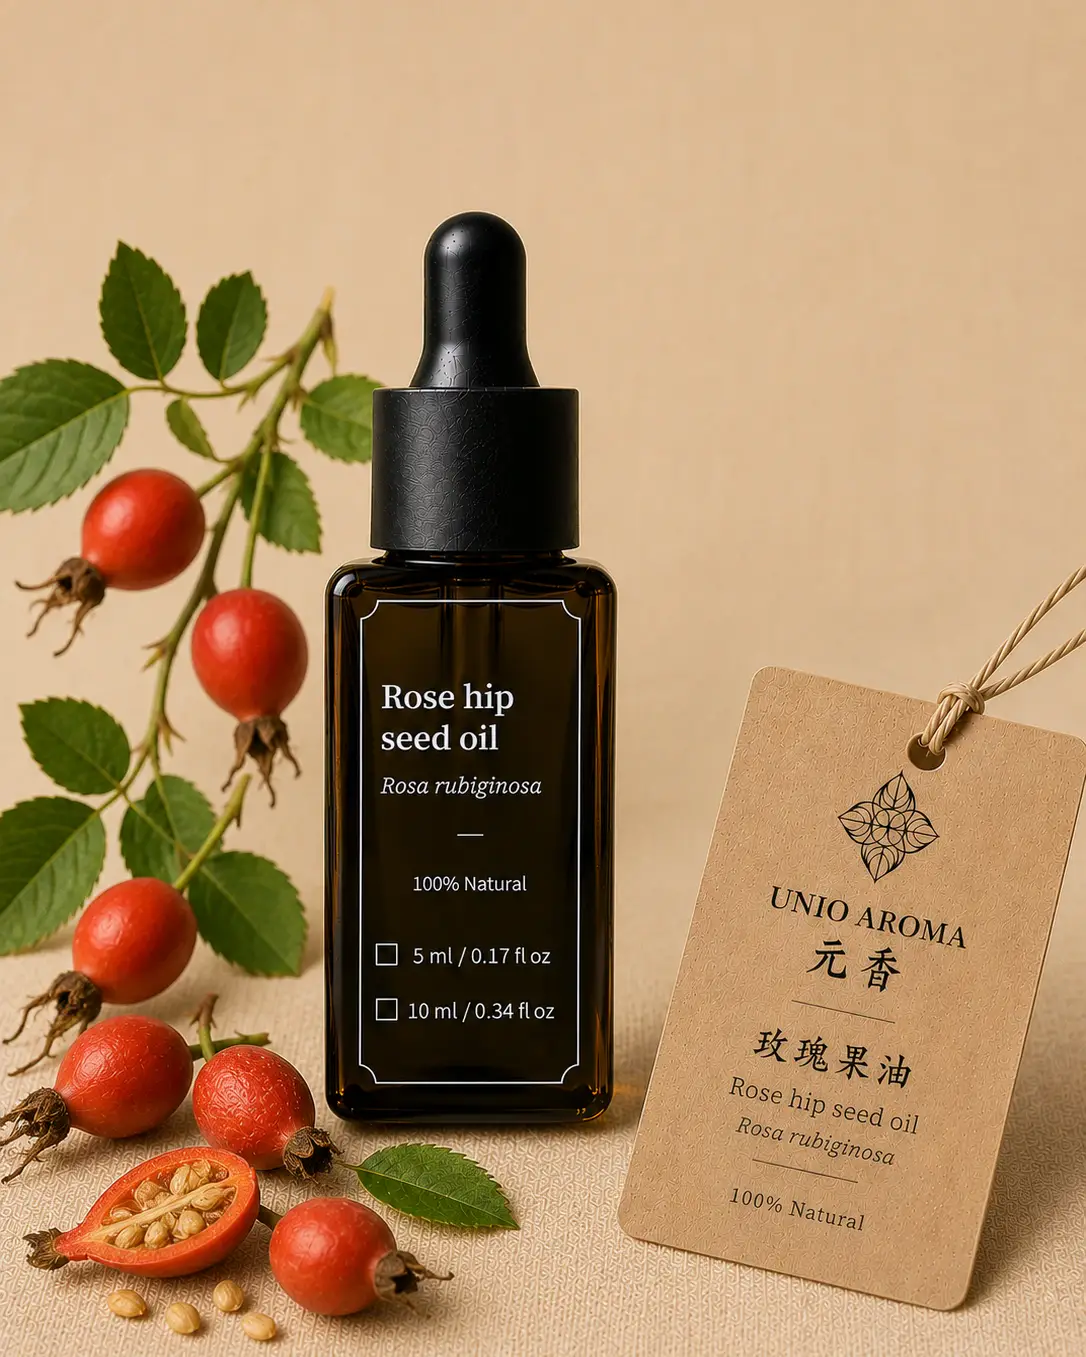 Rose hip
seed oil
Rosa rubiginosa
100% Natural
5 ml / 0.17 fl oz
10 ml / 0.34 fl oz
UNIO AROMA
元香
玫瑰果油
Rose hip seed oil
Rosa rubiginosa
100% Natural